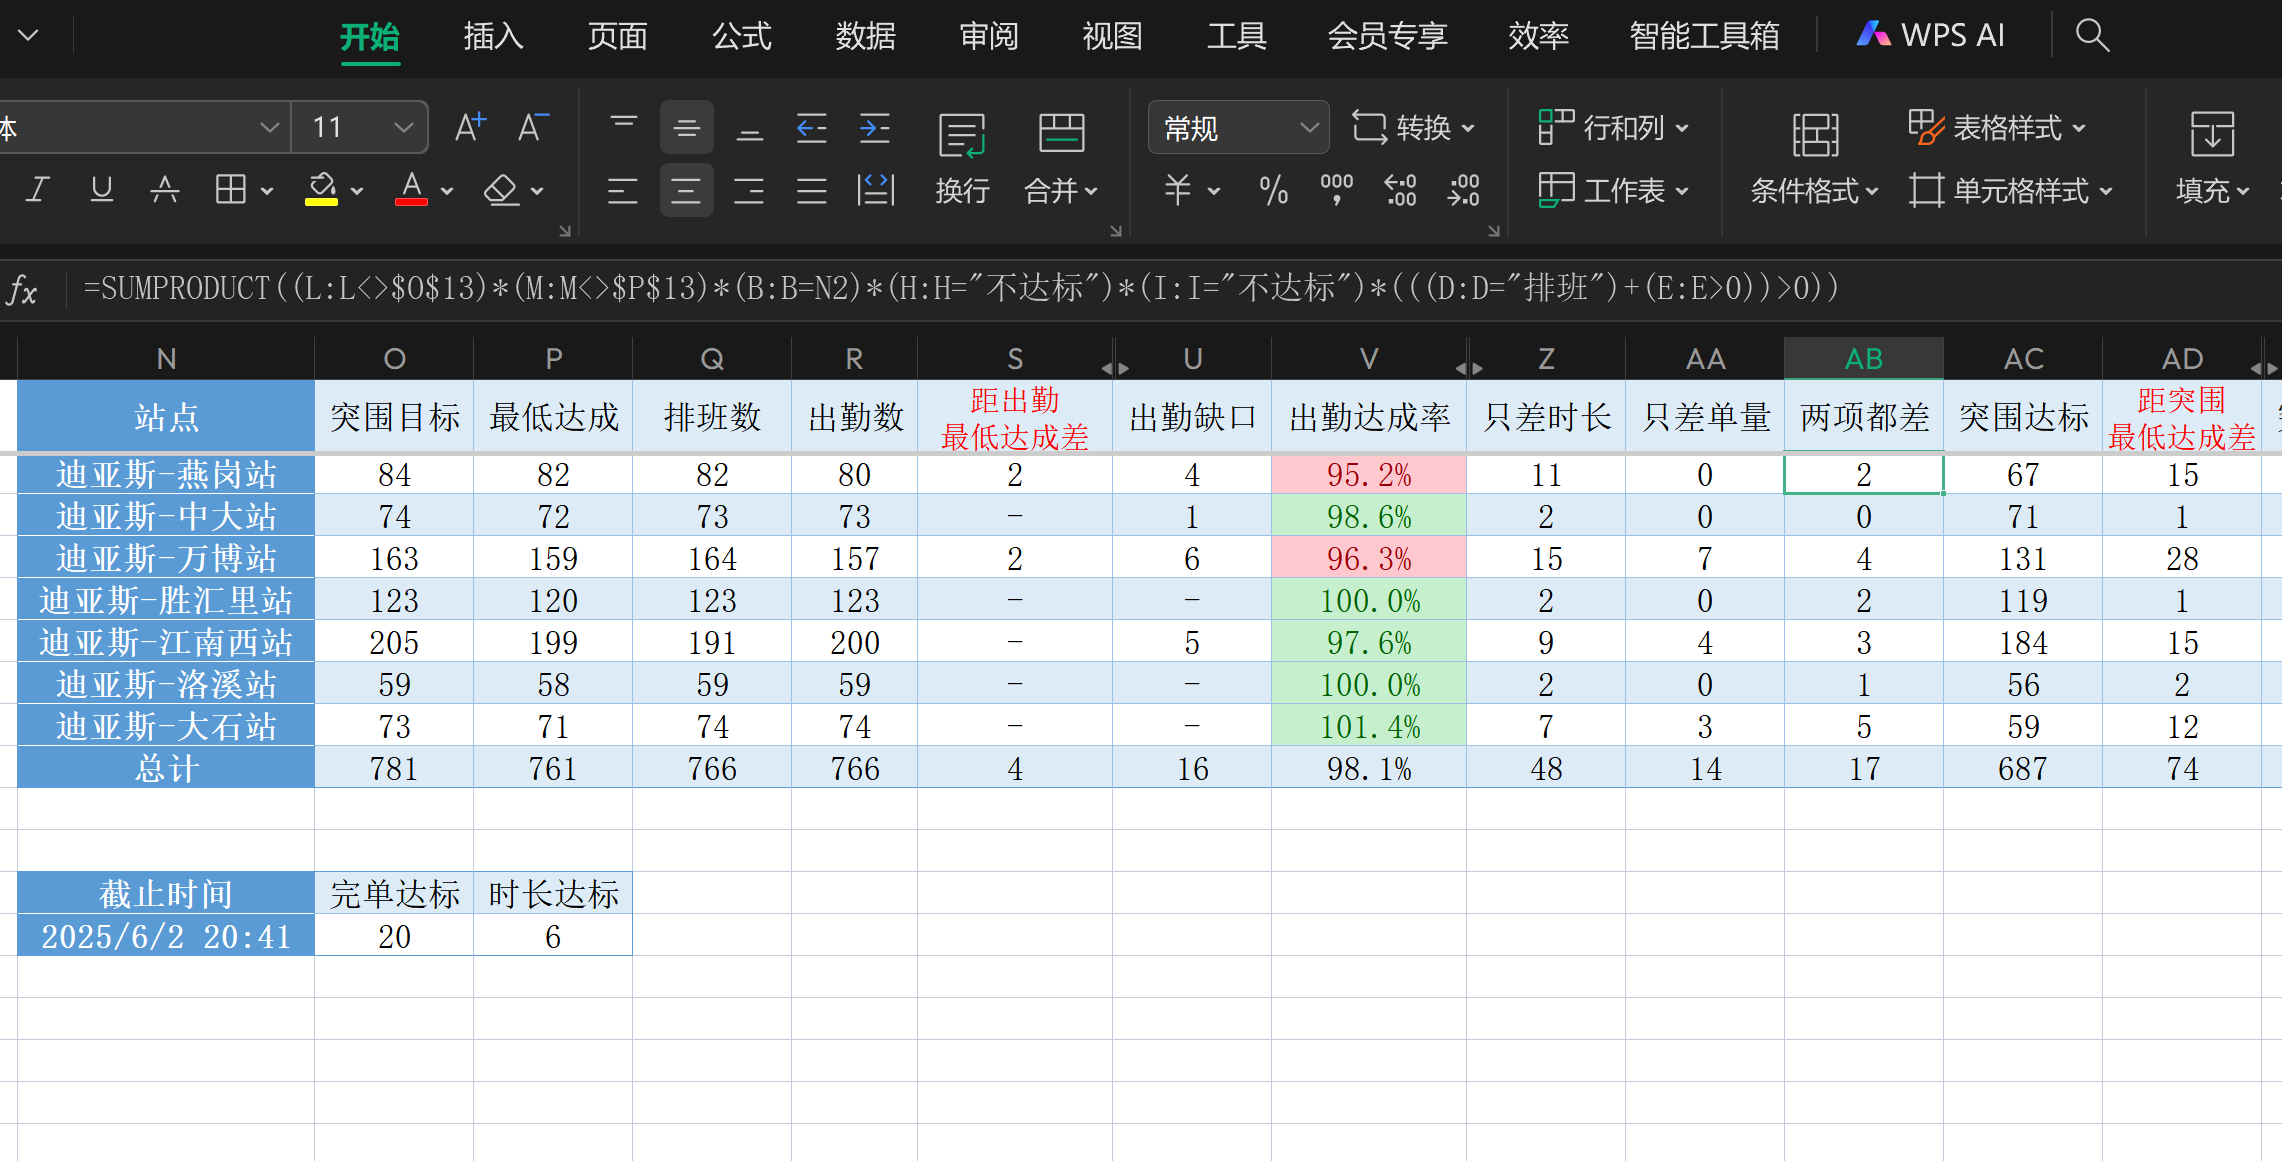 开始 插入 页面 公式 数据 审阅 视图 工具 会员专享 效率 智能工具箱 WPS AI
体 11 A+ A- 换行 合并 常规 转换 行和列 条件格式 表格样式 填充
工作表 单元格样式
fx =SUMPRODUCT((L:L<>$O$13)*(M:M<>$P$13)*(B:B=N2)*(H:H="不达标")*(I:I="不达标")*(((D:D="排班")+(E:E>0))>0))
N O P Q R S U V Z AA AB AC AD
站点 突围目标 最低达成 排班数 出勤数 距出勤最低达成差 出勤缺口 出勤达成率 只差时长 只差单量 两项都差 突围达标 距突围最低达成差
迪亚斯-燕岗站 84 82 82 80 2 4 95.2% 11 0 2 67 15
迪亚斯-中大站 74 72 73 73 - 1 98.6% 2 0 0 71 1
迪亚斯-万博站 163 159 164 157 2 6 96.3% 15 7 4 131 28
迪亚斯-胜汇里站 123 120 123 123 - - 100.0% 2 0 2 119 1
迪亚斯-江南西站 205 199 191 200 - 5 97.6% 9 4 3 184 15
迪亚斯-洛溪站 59 58 59 59 - - 100.0% 2 0 1 56 2
迪亚斯-大石站 73 71 74 74 - - 101.4% 7 3 5 59 12
总计 781 761 766 766 4 16 98.1% 48 14 17 687 74
截止时间 完单达标 时长达标
2025/6/2 20:41 20 6